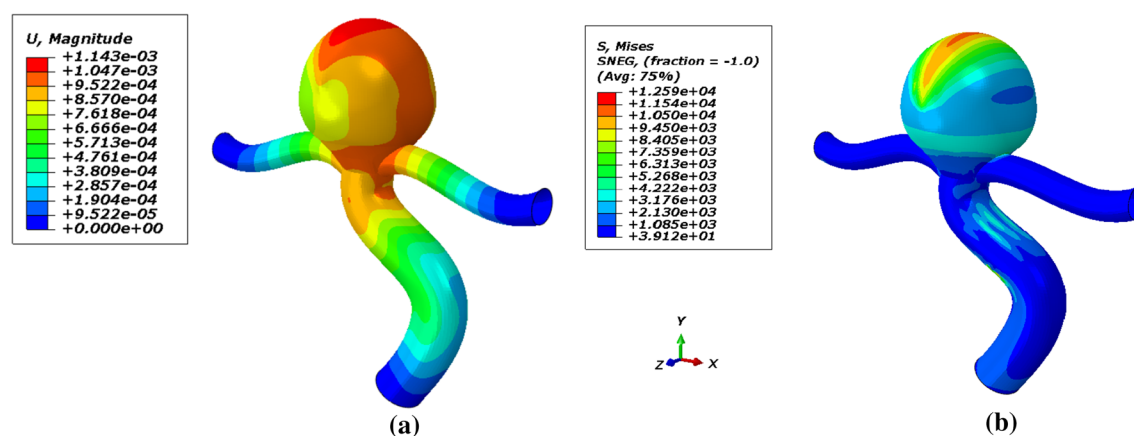 U, Magnitude
+1.143e-03
+1.047e-03
+9.522e-04
+8.570e-04
+7.618e-04
+6.666e-04
+5.713e-04
+4.761e-04
+3.809e-04
+2.857e-04
+1.904e-04
+9.522e-05
+0.000e+00
(a)
S, Mises
SNEG, (fraction = -1.0)
(Avg: 75%)
+1.259e+04
+1.154e+04
+1.050e+04
+9.450e+03
+8.405e+03
+7.359e+03
+6.313e+03
+5.268e+03
+4.222e+03
+3.176e+03
+2.130e+03
+1.085e+03
+3.912e+01
Y
Z X
(b)